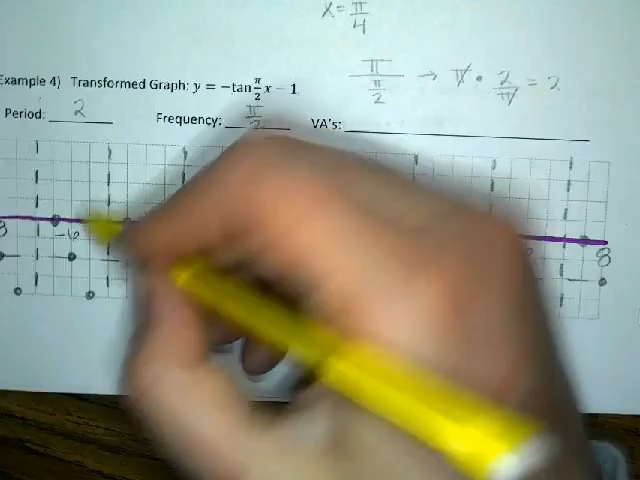 x = π/4
π / (π/2) → π · 2/π = 2
Example 4) Transformed Graph: y = −tan π/2 x − 1
Period: 2 Frequency: π/2 VA's:
-6 8